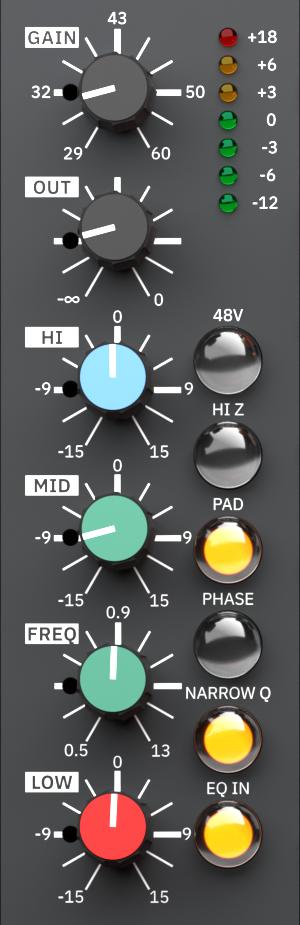 43
GAIN
+18
+6
32 50
+3
0
29 60
-3
-6
OUT
-12
-∞ 0
0 48V
HI
-9 9
HI Z
-15 15
0
MID
PAD
-9 9
-15 15
PHASE
0.9
FREQ
NARROW Q
0.5 13
0
LOW
EQ IN
-9 9
-15 15